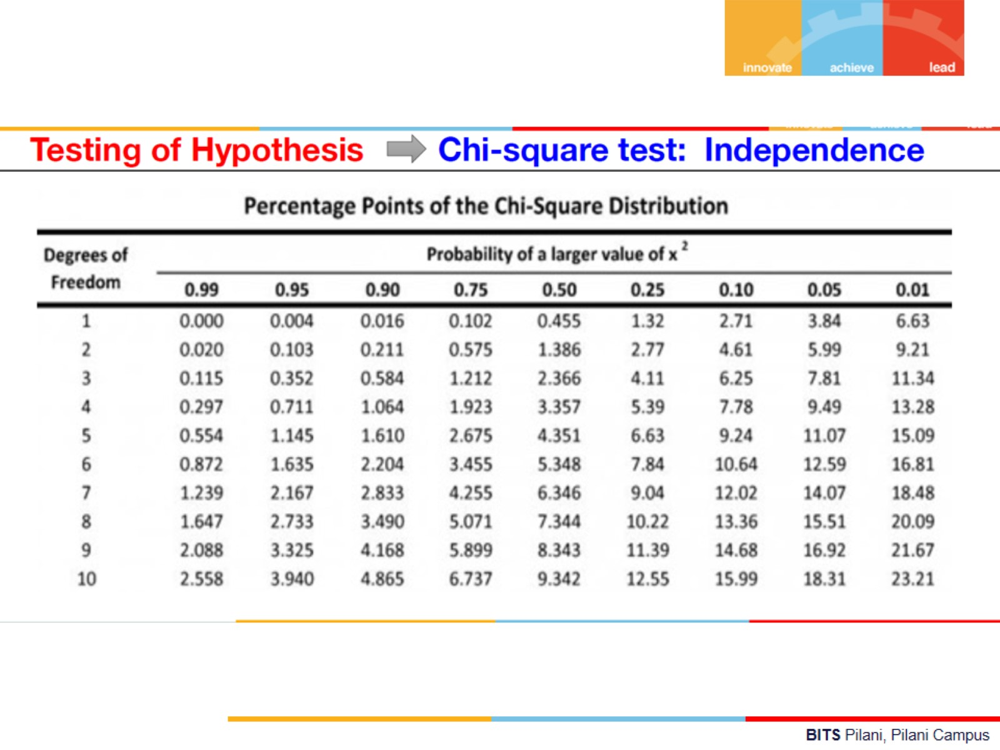 innovate achieve lead
Testing of Hypothesis Chi-square test: Independence
Percentage Points of the Chi-Square Distribution
Degrees of Freedom Probability of a larger value of x 2
0.99 0.95 0.90 0.75 0.50 0.25 0.10 0.05 0.01
1 0.000 0.004 0.016 0.102 0.455 1.32 2.71 3.84 6.63
2 0.020 0.103 0.211 0.575 1.386 2.77 4.61 5.99 9.21
3 0.115 0.352 0.584 1.212 2.366 4.11 6.25 7.81 11.34
4 0.297 0.711 1.064 1.923 3.357 5.39 7.78 9.49 13.28
5 0.554 1.145 1.610 2.675 4.351 6.63 9.24 11.07 15.09
6 0.872 1.635 2.204 3.455 5.348 7.84 10.64 12.59 16.81
7 1.239 2.167 2.833 4.255 6.346 9.04 12.02 14.07 18.48
8 1.647 2.733 3.490 5.071 7.344 10.22 13.36 15.51 20.09
9 2.088 3.325 4.168 5.899 8.343 11.39 14.68 16.92 21.67
10 2.558 3.940 4.865 6.737 9.342 12.55 15.99 18.31 23.21
BITS Pilani, Pilani Campus